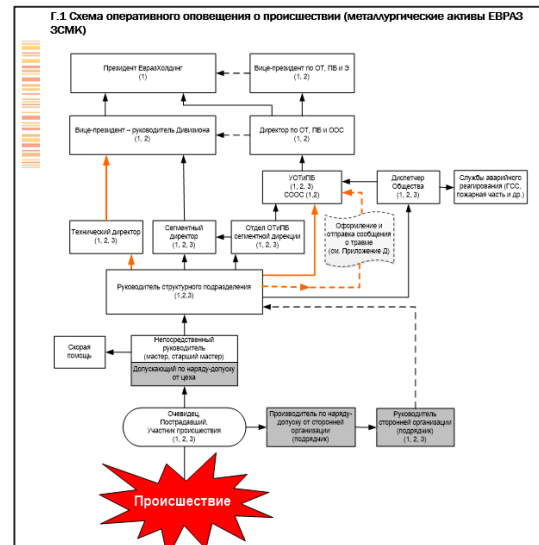 Г.1 Схема оперативного оповещения о происшествии (металлургические активы ЕВРАЗ
ЗСМК)
Президент ЕвразХолдинг
(1)
Вице-президент по ОТ, ПБ и Э
(1, 2)
Вице-президент – руководитель Дивизиона
(1, 2)
Директор по ОТ, ПБ и ООС
(1, 2)
УОТиПБ
(1, 2, 3)
СООС (1,2)
Диспетчер
Общества
(1, 2, 3)
Службы аварийного
реагирования (ГСС,
пожарная часть и др.)
Технический директор
(1, 2, 3)
Сегментный
директор
(1, 2, 3)
Отдел ОТиПБ
сегментной дирекции
(1, 2, 3)
Оформление и
отправка сообщения
о травме
(см. Приложение Д)
Руководитель структурного подразделения
(1,2,3)
Скорая
помощь
Непосредственный
руководитель
(мастер, старший мастер)
Допускающий по наряду-допуску
от цеха
Очевидец,
Пострадавший,
Участник происшествия
(1, 2, 3)
Производитель по наряду-
допуску от сторонней
организации
(подрядчик)
Руководитель
сторонней организации
(подрядчик)
(1, 2, 3)
Происшествие